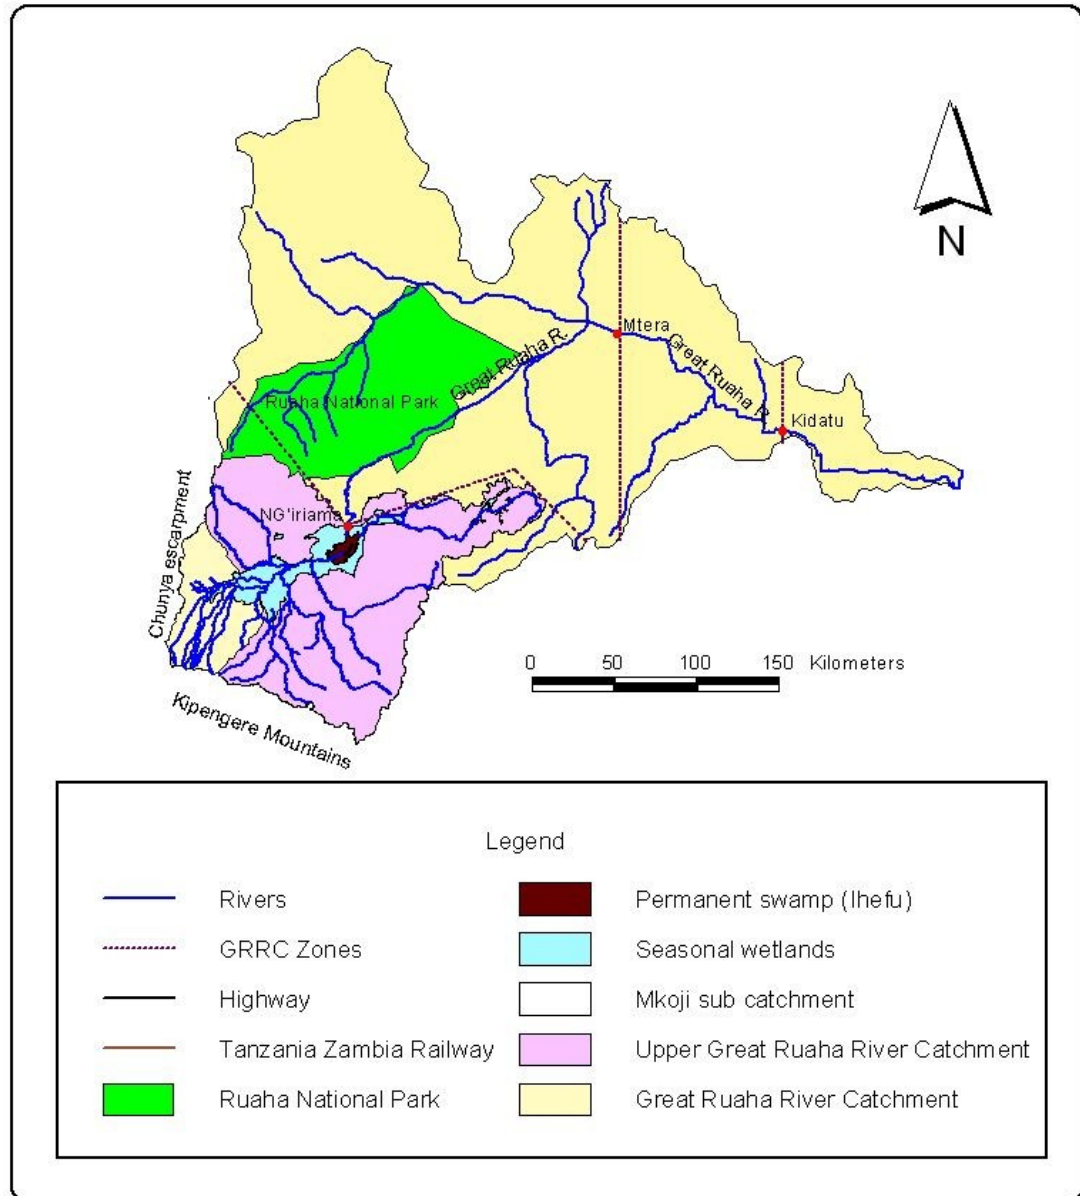 N
Mtera
Great Ruaha R.
Great Ruaha R.
Kidatu
Ruaha National Park
NG'iriama
Chunya escarpment
Kipengere Mountains
0 50 100 150 Kilometers
Legend
Rivers
GRRC Zones
Highway
Tanzania Zambia Railway
Ruaha National Park
Permanent swamp (Ihefu)
Seasonal wetlands
Mkoji sub catchment
Upper Great Ruaha River Catchment
Great Ruaha River Catchment